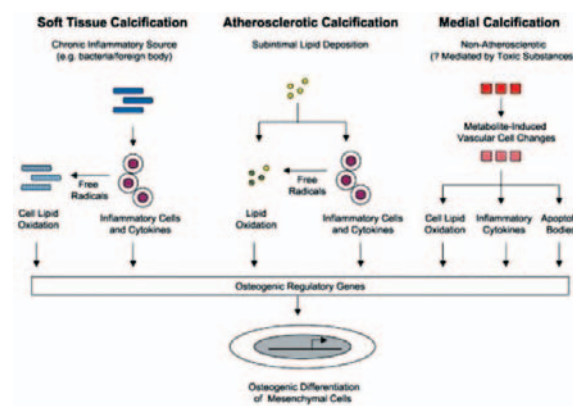 Soft Tissue Calcification
Chronic Inflammatory Source
(e.g. bacteria/foreign body)
Free
Radicals
Cell Lipid
Oxidation
Inflammatory Cells
and Cytokines
Atherosclerotic Calcification
Subintimal Lipid Deposition
Free
Radicals
Lipid
Oxidation
Inflammatory Cells
and Cytokines
Medial Calcification
Non-Atherosclerotic
(? Mediated by Toxic Substances)
Metabolite-Induced
Vascular Cell Changes
Cell Lipid
Oxidation
Inflammatory
Cytokines
Bodies
Osteogenic Regulatory Genes
Osteogenic Differentiation
of Mesenchymal Cells